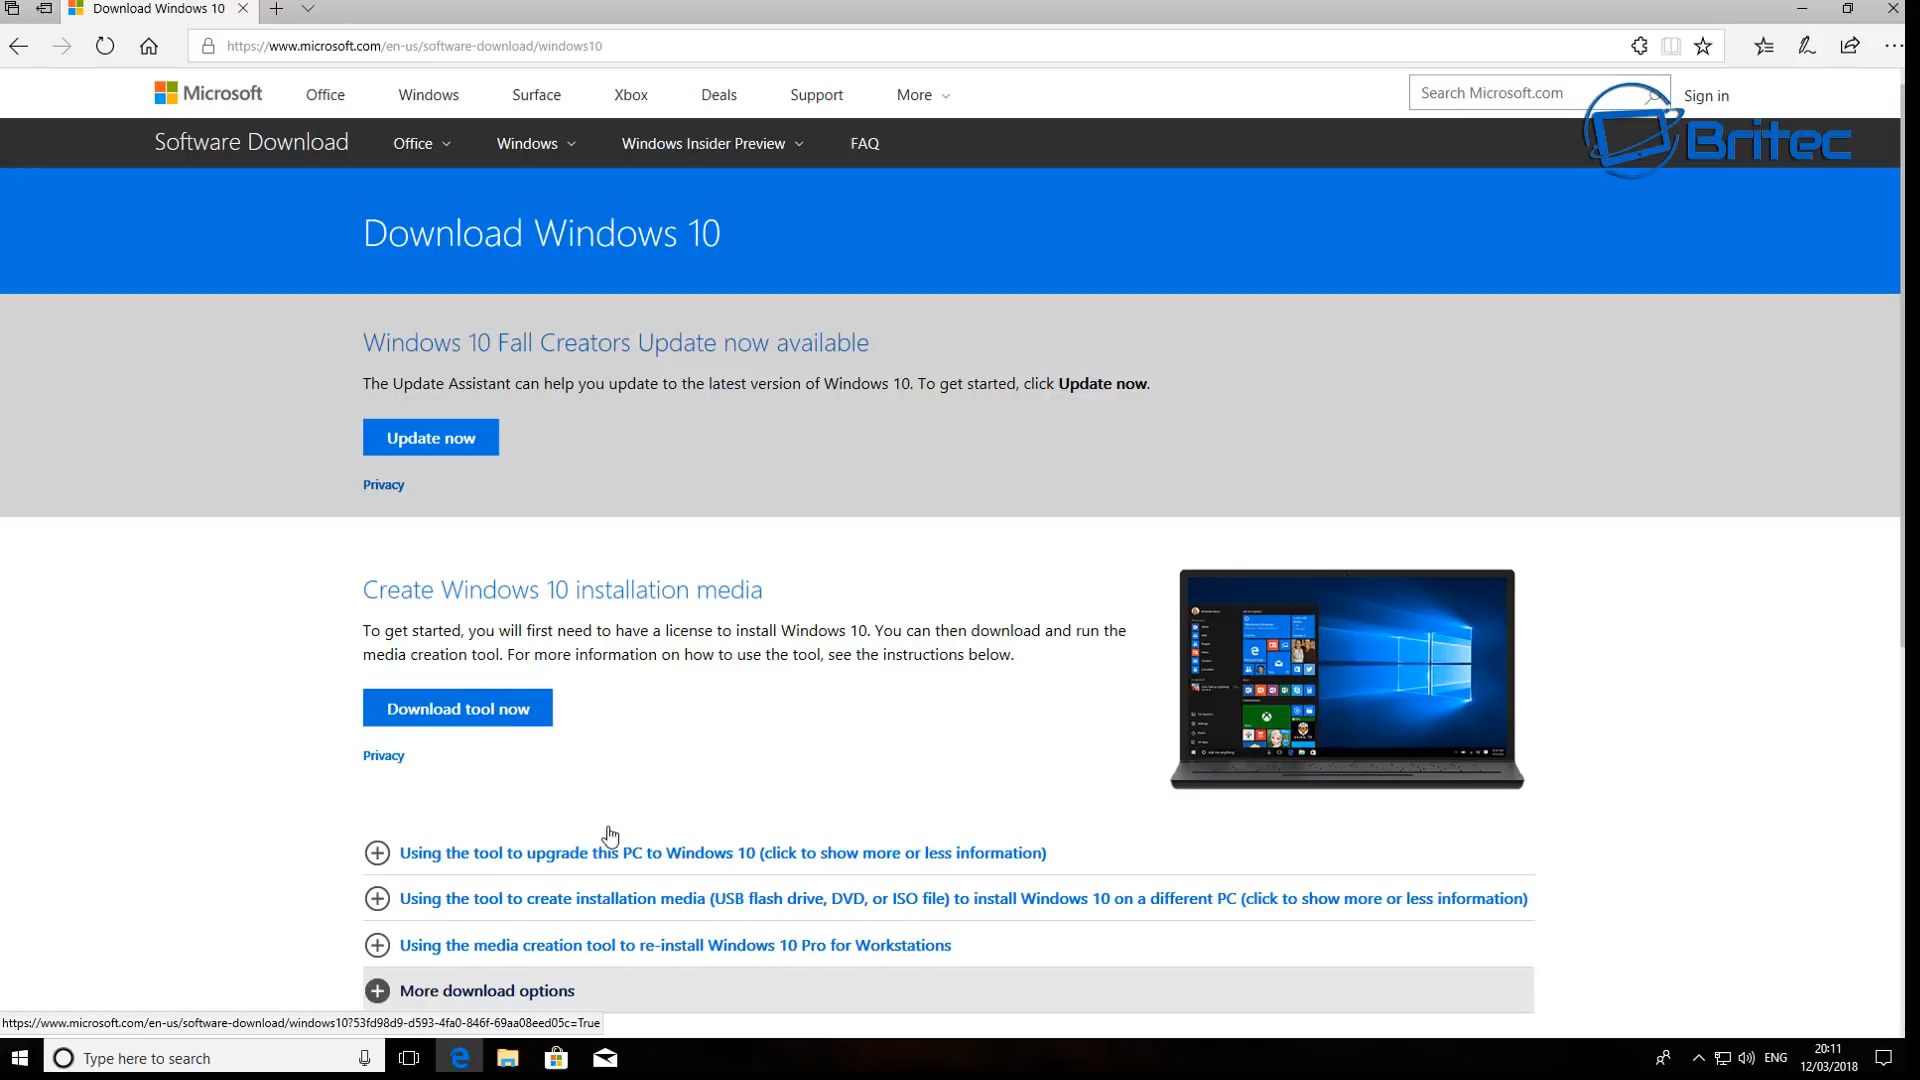 Download Windows 10
https://www.microsoft.com/en-us/software-download/windows10
Microsoft Office Windows Surface Xbox Deals Support More Search Microsoft.com Sign in
Software Download Office Windows Windows Insider Preview FAQ
Britec
Download Windows 10
Windows 10 Fall Creators Update now available
The Update Assistant can help you update to the latest version of Windows 10. To get started, click Update now.
Update now
Privacy
Create Windows 10 installation media
To get started, you will first need to have a license to install Windows 10. You can then download and run the
media creation tool. For more information on how to use the tool, see the instructions below.
Download tool now
Privacy
Using the tool to upgrade this PC to Windows 10 (click to show more or less information)
Using the tool to create installation media (USB flash drive, DVD, or ISO file) to install Windows 10 on a different PC (click to show more or less information)
Using the media creation tool to re-install Windows 10 Pro for Workstations
More download options
https://www.microsoft.com/en-us/software-download/windows10?53fd98d9-d593-4fa0-846f-69aa08eed05c=True
Type here to search
ENG
20:11
12/03/2018